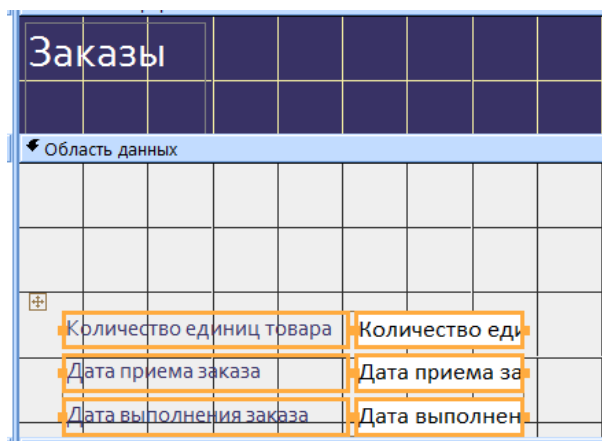 Заказы
Область данных
Количество единиц товара Количество еди
Дата приема заказа Дата приема за
Дата выполнения заказа Дата выполнен